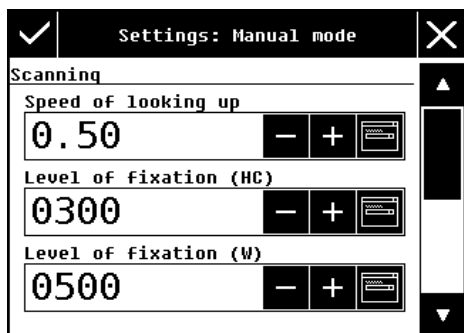 Settings: Manual mode
Scanning
Speed of looking up
0.50
Level of fixation (HC)
0300
Level of fixation (W)
0500